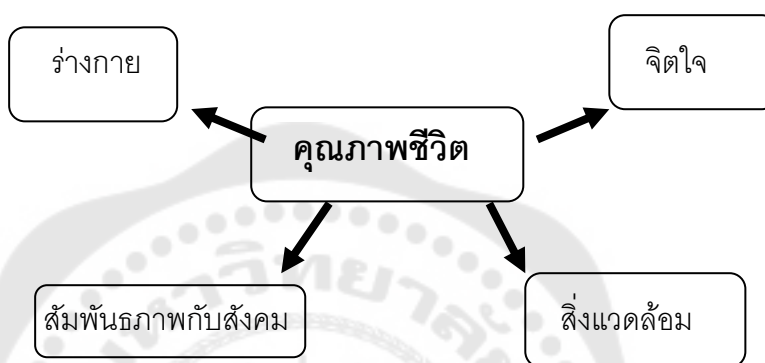 ร่างกาย
จิตใจ
คุณภาพชีวิต
สัมพันธภาพกับสังคม
สิ่งแวดล้อม